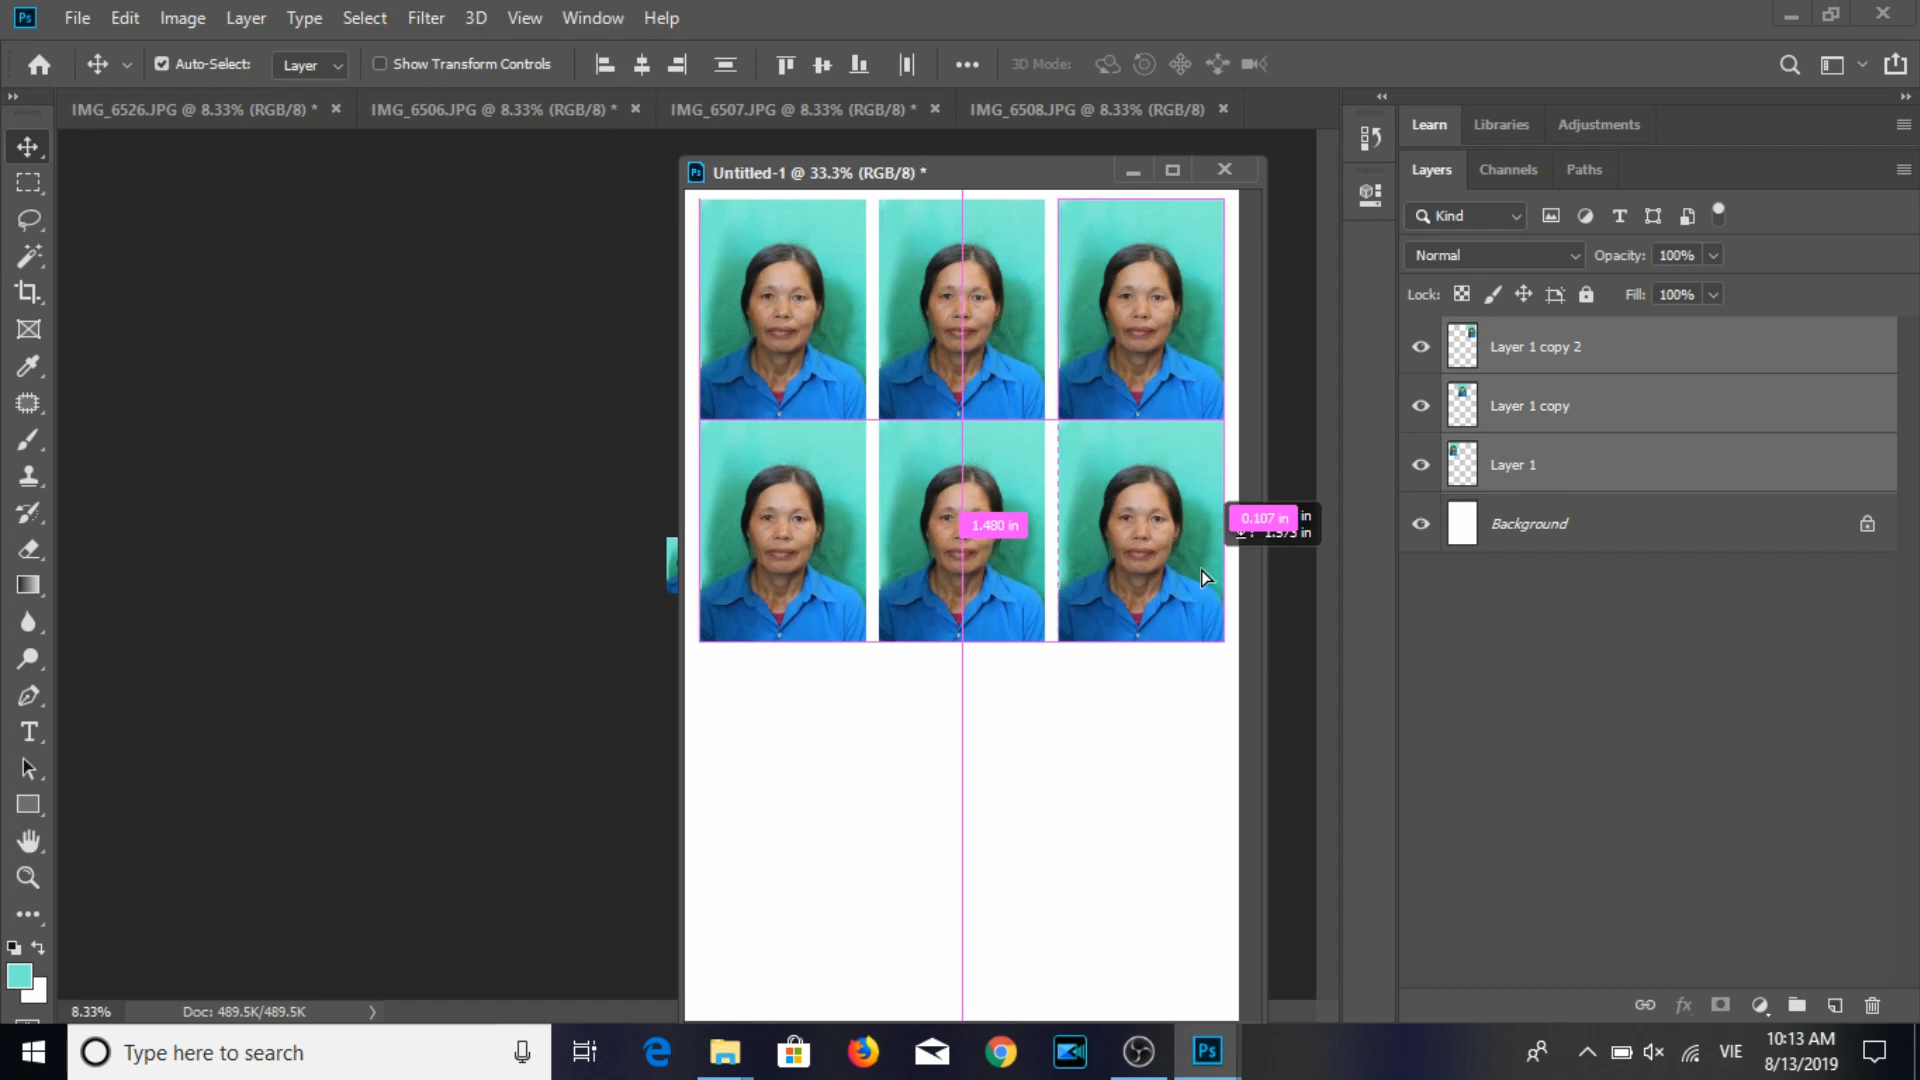 Ps File Edit Image Layer Type Select Filter 3D View Window Help
Auto-Select: Layer Show Transform Controls 3D Mode:
IMG_6526.JPG @ 8.33% (RGB/8) * × IMG_6506.JPG @ 8.33% (RGB/8) * × IMG_6507.JPG @ 8.33% (RGB/8) * × IMG_6508.JPG @ 8.33% (RGB/8) ×
Learn Libraries Adjustments
Ps Untitled-1 @ 33.3% (RGB/8) *
Layers Channels Paths
Kind
Normal Opacity: 100%
Lock: Fill: 100%
Layer 1 copy 2
Layer 1 copy
Layer 1
Background
1.480 in
0.107 in in
in
8.33% Doc: 489.5K/489.5K
Type here to search
Ps
VIE
10:13 AM
8/13/2019